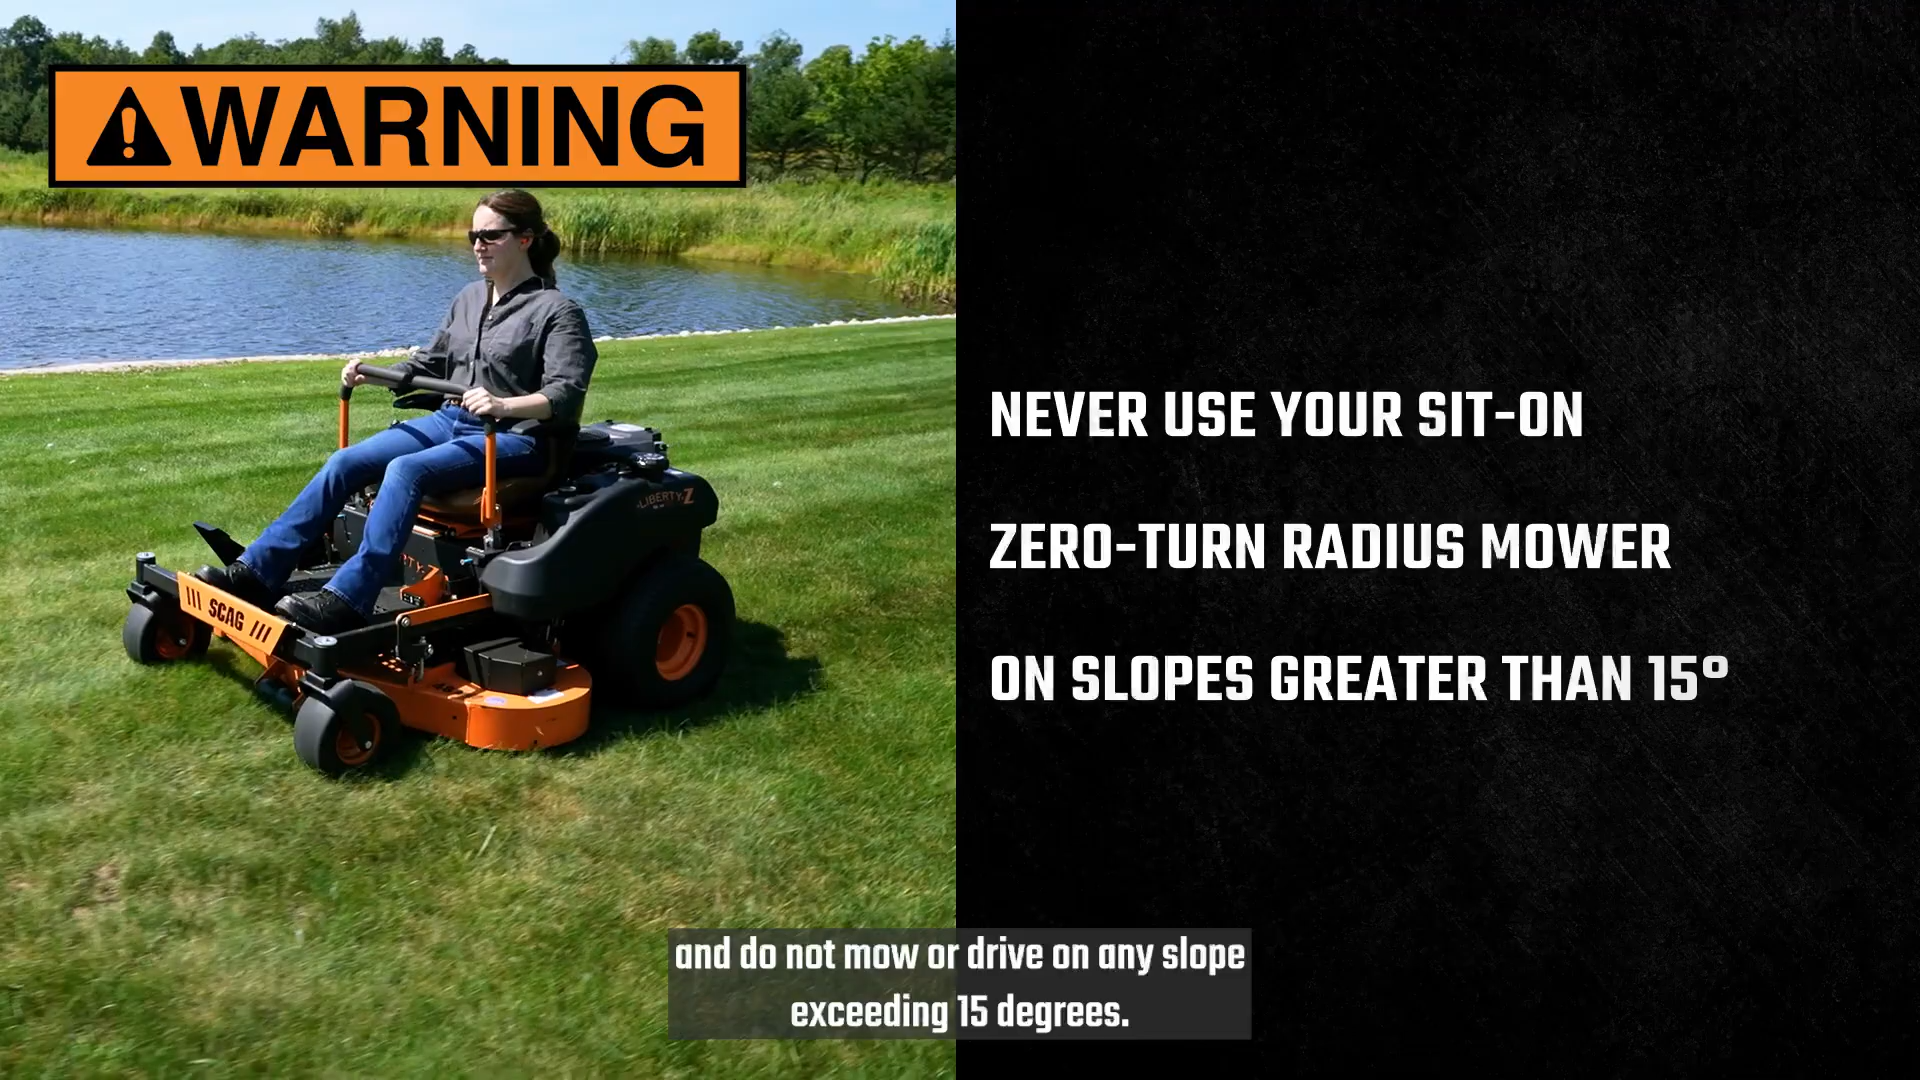 WARNING
NEVER USE YOUR SIT-ON
ZERO-TURN RADIUS MOWER
ON SLOPES GREATER THAN 15°
LIBERTY-Z
SCAG
and do not mow or drive on any slope
exceeding 15 degrees.